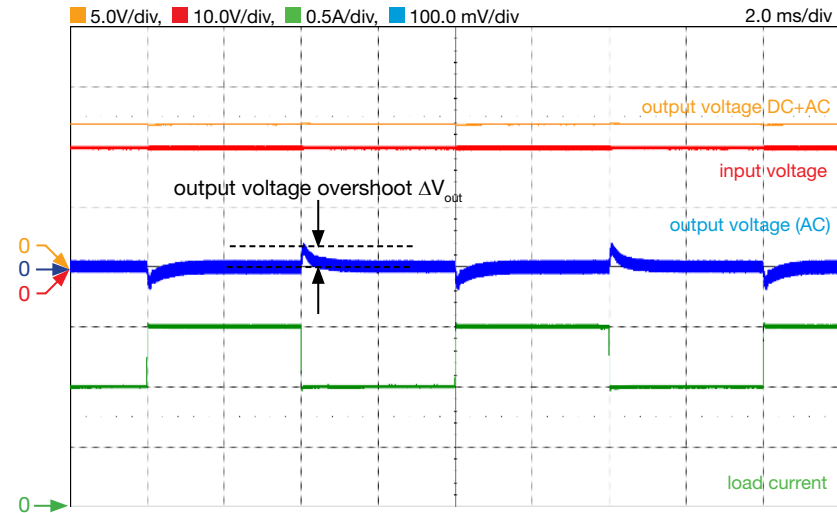 5.0V/div, 10.0V/div, 0.5A/div 100.0 mV/div 2.0 ms/div
output voltage DC+AC
input voltage
output voltage overshoot ΔVout
output voltage (AC)
0
0
0
load current
0